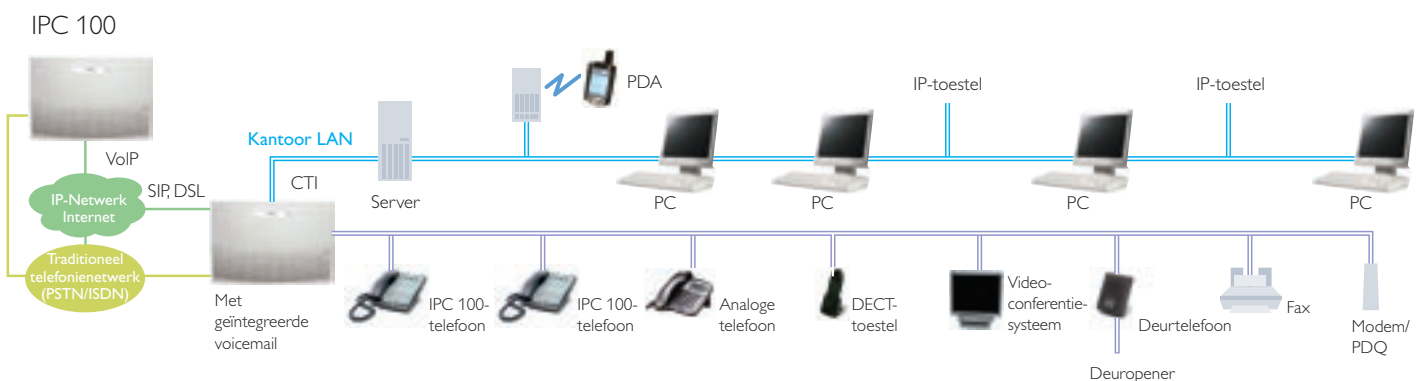 IPC 100
VoIP
IP-Netwerk
Internet
SIP, DSL
Traditioneel
telefonienetwerk
(PSTN/ISDN)
Kantoor LAN
CTI
Met
geïntegreerde
voicemail
Server
PDA
PC
PC
IP-toestel
PC
IP-toestel
PC
IPC 100-
telefoon
IPC 100-
telefoon
Analoge
telefoon
DECT-
toestel
Video-
conferentie-
systeem
Deurtelefoon
Deuropener
Fax
Modem/
PDQ